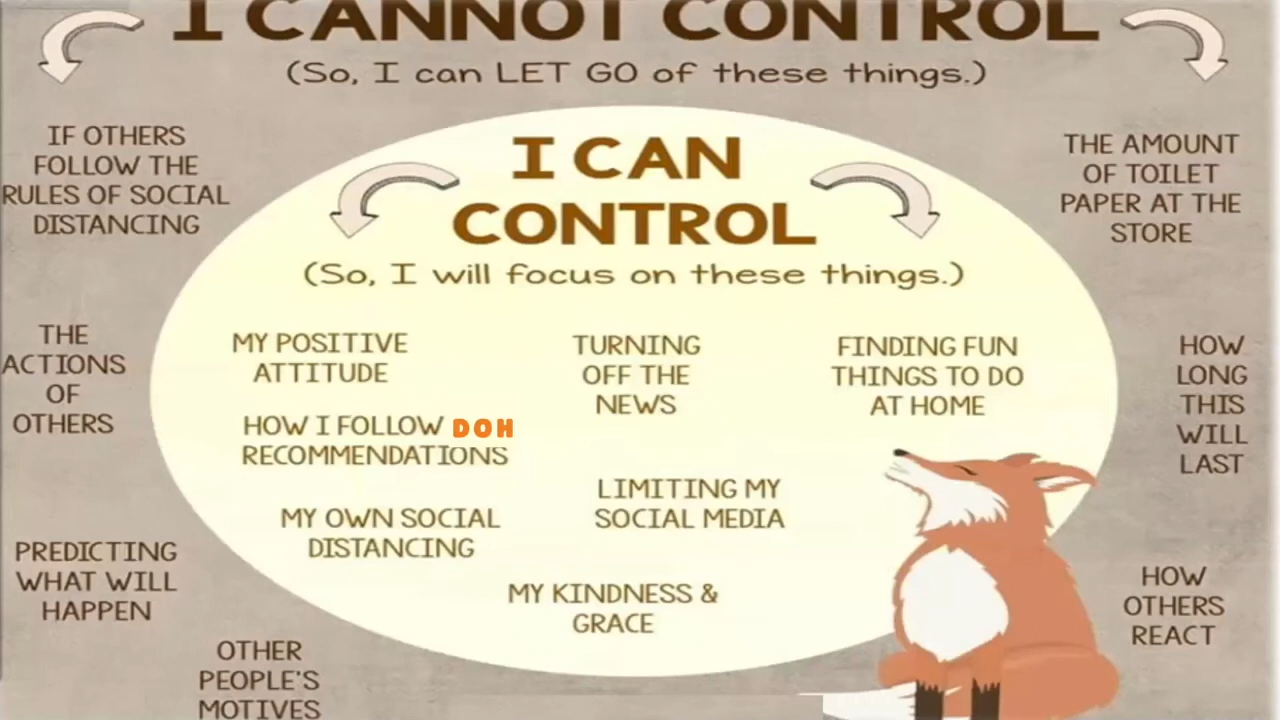 I CANNOT CONTROL
(So, I can LET GO of these things.)
IF OTHERS
FOLLOW THE
RULES OF SOCIAL
DISTANCING
THE AMOUNT
OF TOILET
PAPER AT THE
STORE
I CAN
CONTROL
(So, I will focus on these things.)
THE
ACTIONS
OF
OTHERS
MY POSITIVE
ATTITUDE
TURNING
OFF THE
NEWS
FINDING FUN
THINGS TO DO
AT HOME
HOW
LONG
THIS
WILL
LAST
HOW I FOLLOW DOH
RECOMMENDATIONS
LIMITING MY
SOCIAL MEDIA
MY OWN SOCIAL
DISTANCING
PREDICTING
WHAT WILL
HAPPEN
MY KINDNESS &
GRACE
HOW
OTHERS
REACT
OTHER
PEOPLE'S
MOTIVES